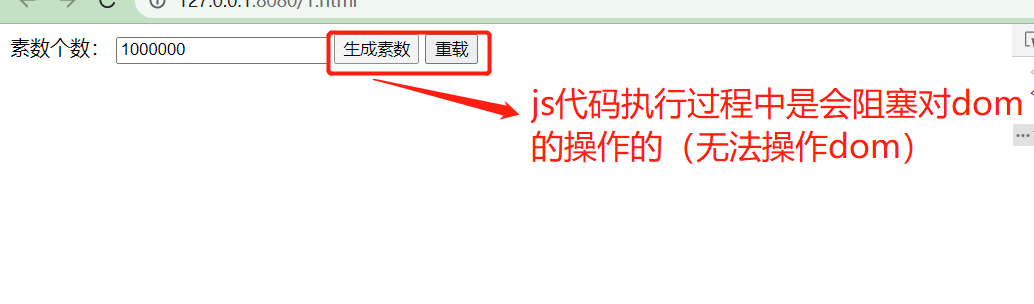 127.0.0.1:8080/1.html
素数个数： 1000000 生成素数 重载
js代码执行过程中是会阻塞对dom
的操作的（无法操作dom）